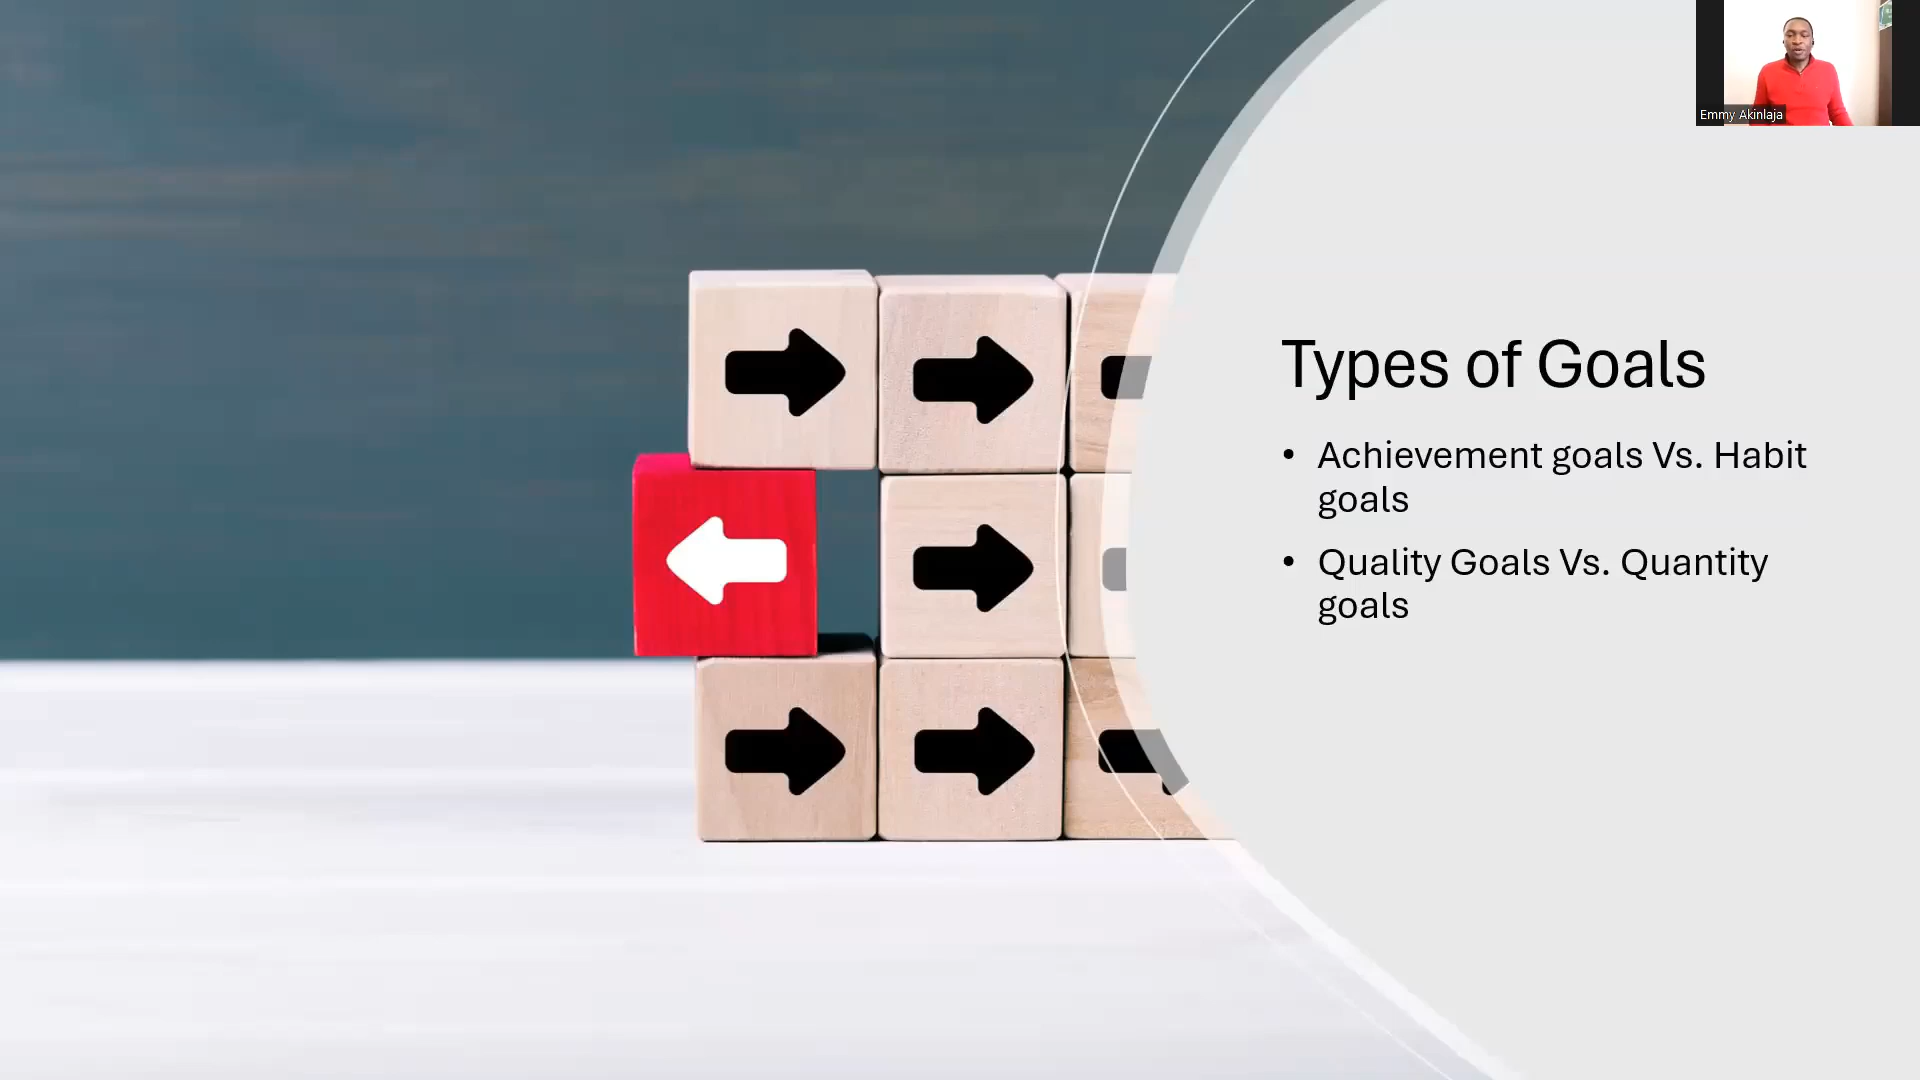 Emmy Akinlaja
Types of Goals
• Achievement goals Vs. Habit
goals
• Quality Goals Vs. Quantity
goals